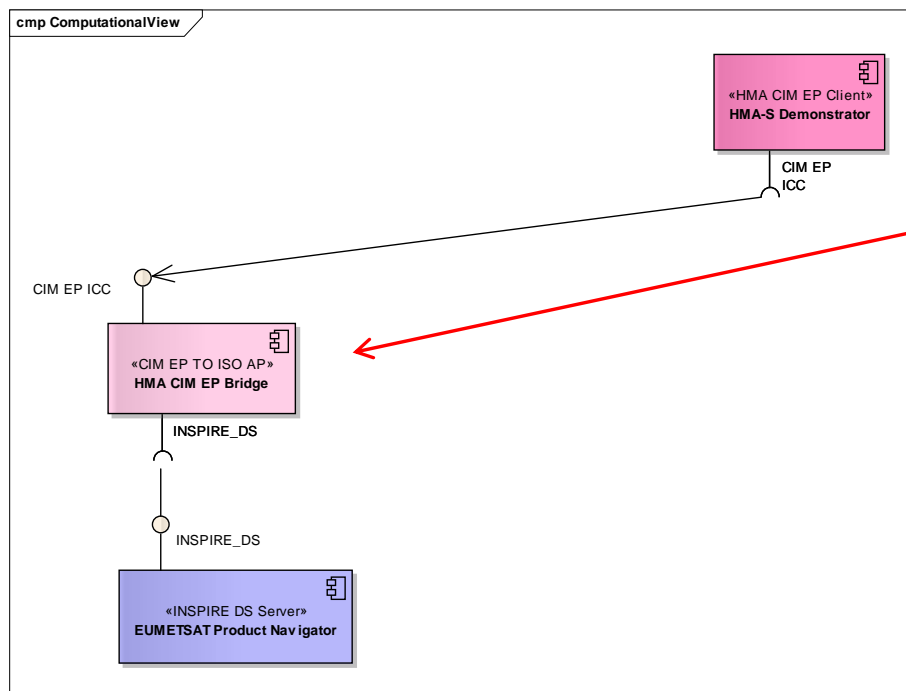 cmp ComputationalView
«HMA CIM EP Client»
HMA-S Demonstrator
CIM EP
ICC
CIM EP ICC
«CIM EP TO ISO AP»
HMA CIM EP Bridge
INSPIRE_DS
INSPIRE_DS
«INSPIRE DS Server»
EUMETSAT Product Navigator